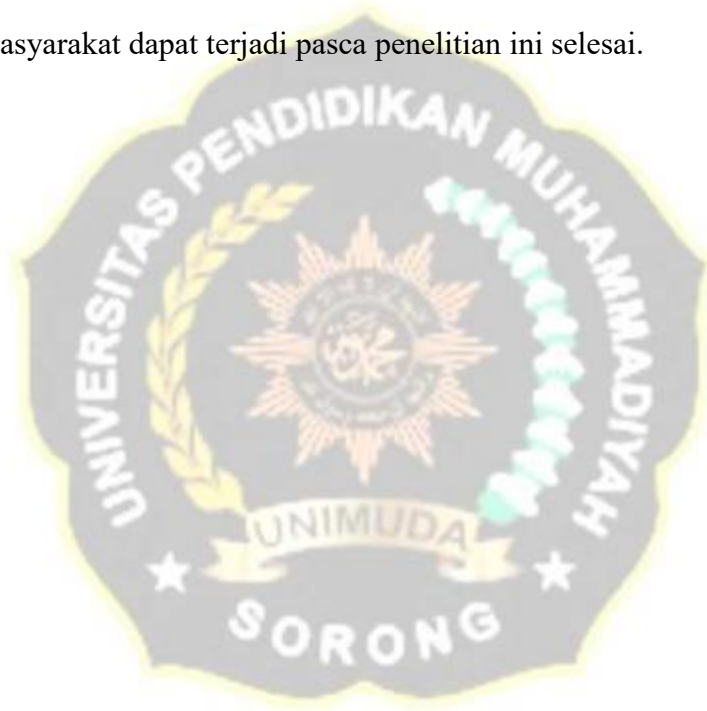 asyarakat dapat terjadi pasca penelitian ini selesai.
UNIVERSITAS PENDIDIKAN MUHAMMADIYAH
UNIMUDA
SORONG